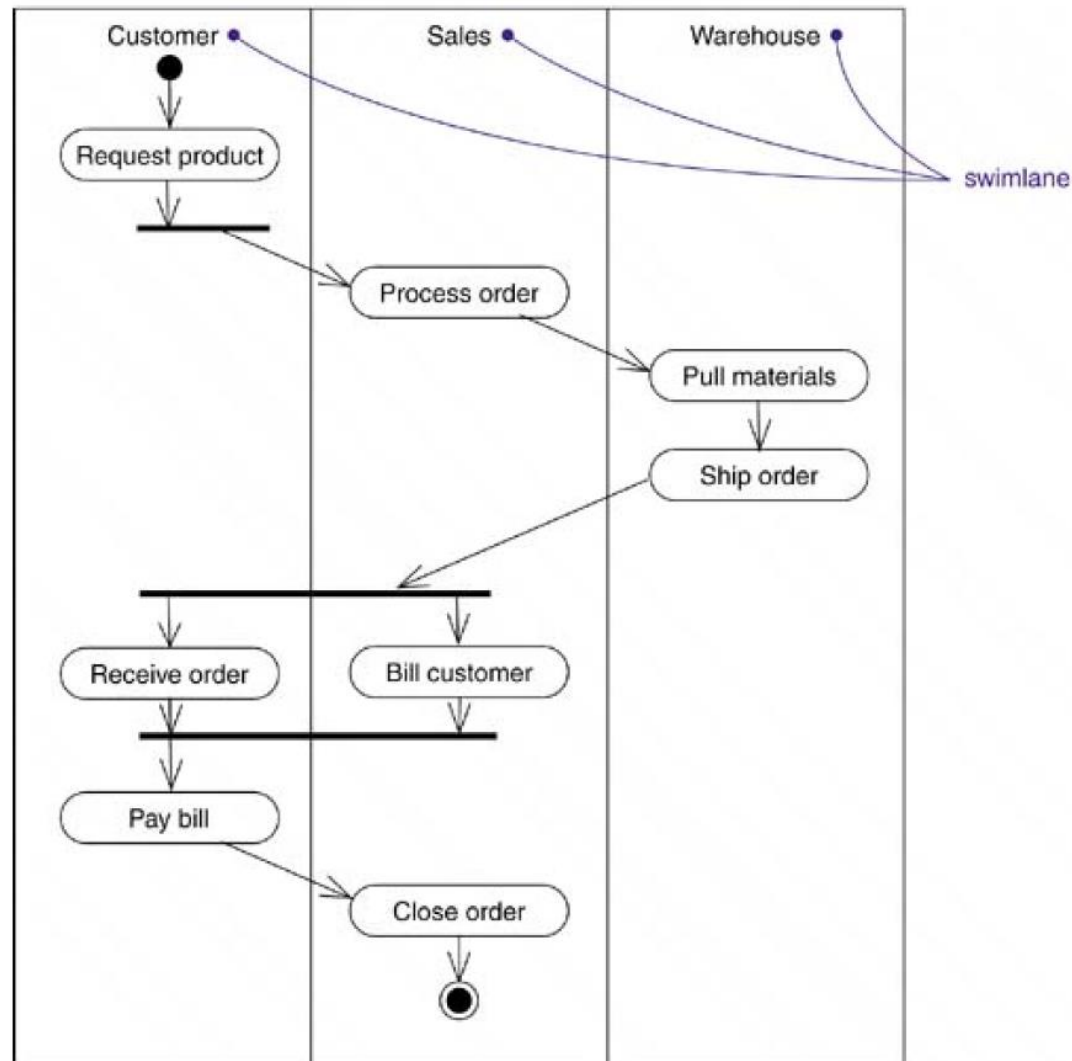 Customer
Sales
Warehouse
swimlane
Request product
Process order
Pull materials
Ship order
Receive order
Bill customer
Pay bill
Close order